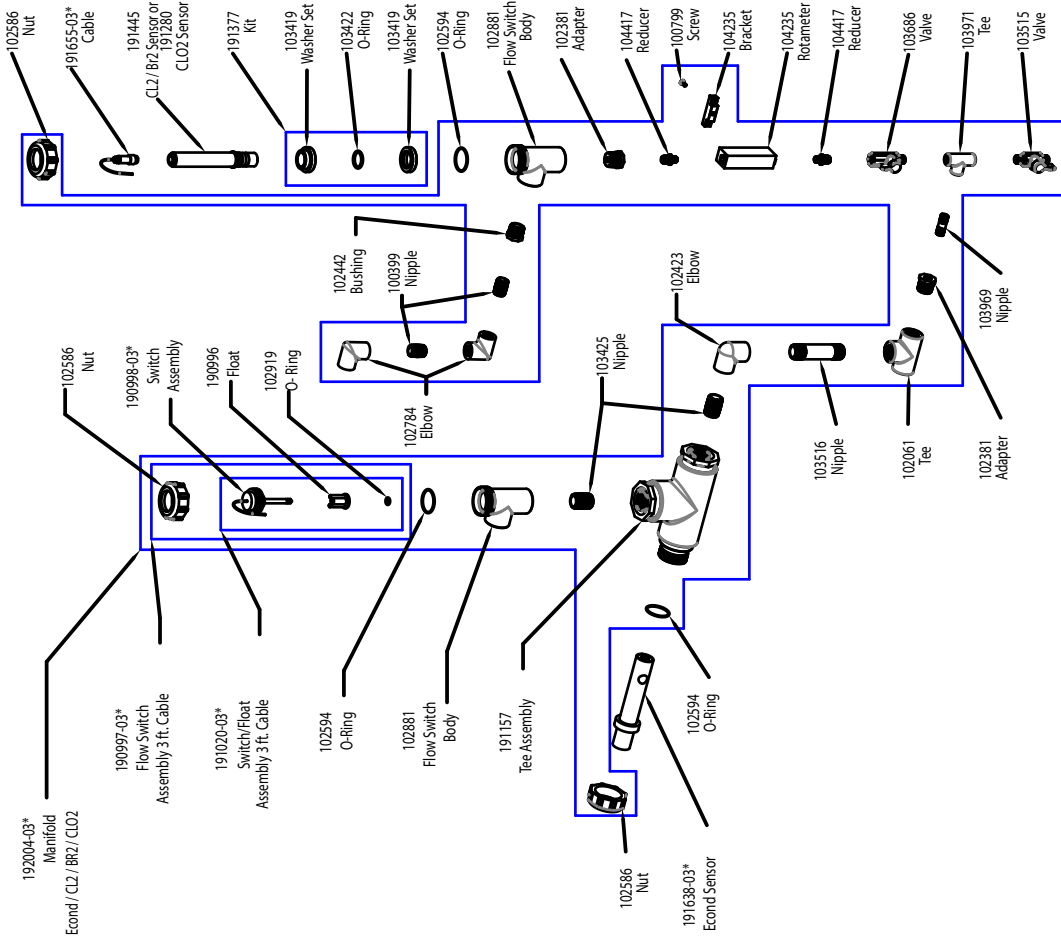 102586
Nut
191655-03*
Cable
191445
CL2 / Br2 Sensor or
191280
CLO2 Sensor
191377
Kit
103419
Washer Set
103422
O-Ring
103419
Washer Set
102594
O-Ring
102881
Flow Switch
Body
102381
Adapter
104417
Reducer
100799
Screw
104235
Bracket
104235
Rotameter
104417
Reducer
103686
Valve
103971
Tee
103515
Valve
102442
Bushing
100399
Nipple
102784
Elbow
102423
Elbow
103969
Nipple
102586
Nut
190998-03*
Switch
Assembly
190996
Float
102919
O- Ring
103425
Nipple
103516
Nipple
102061
Tee
102381
Adapter
192004-03*
Manifold
Econd / CL2 / BR2 / CLO2
190997-03*
Flow Switch
Assembly 3 ft. Cable
191020-03*
Switch/Float
Assembly 3 ft. Cable
102594
O-Ring
102881
Flow Switch
Body
191157
Tee Assembly
102594
O-Ring
102586
Nut
191638-03*
Econd Sensor